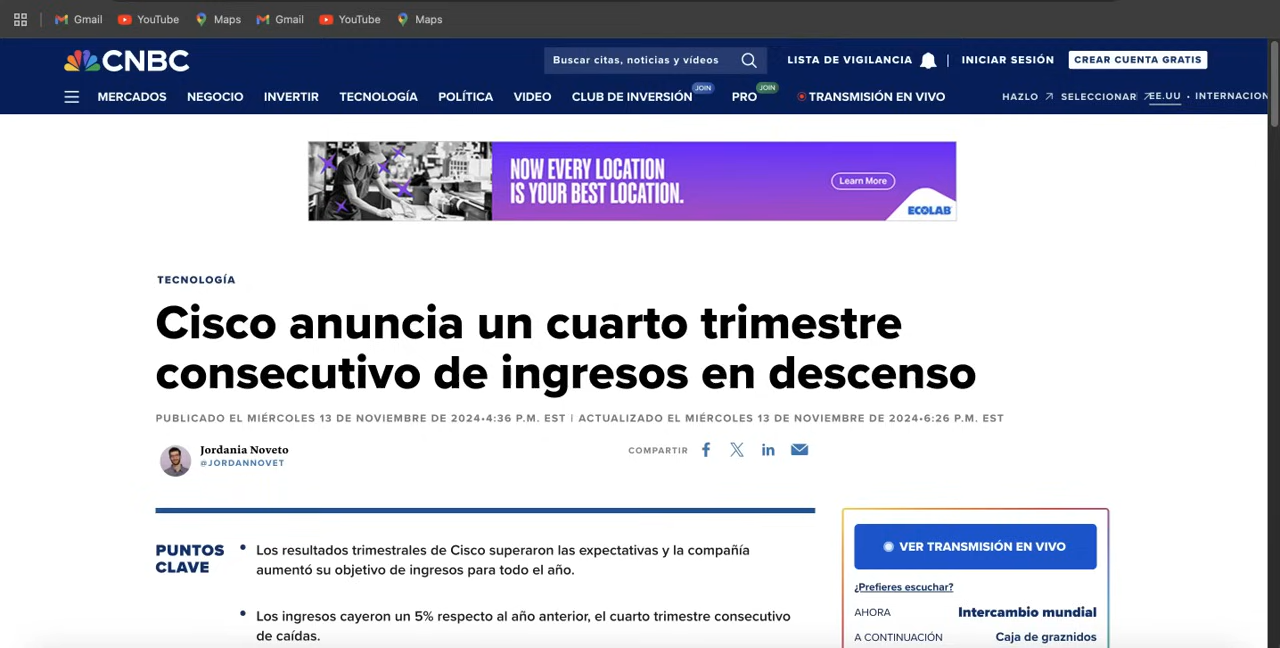 Gmail YouTube Maps Gmail YouTube Maps
CNBC
Buscar citas, noticias y vídeos
LISTA DE VIGILANCIA | INICIAR SESIÓN CREAR CUENTA GRATIS
MERCADOS NEGOCIO INVERTIR TECNOLOGÍA POLÍTICA VIDEO CLUB DE INVERSIÓN JOIN PRO JOIN TRANSMISIÓN EN VIVO HAZLO SELECCIONAR EE.UU • INTERNACION
NOW EVERY LOCATION
IS YOUR BEST LOCATION.
Learn More
ECOLAB
TECNOLOGÍA
Cisco anuncia un cuarto trimestre
consecutivo de ingresos en descenso
PUBLICADO EL MIÉRCOLES 13 DE NOVIEMBRE DE 2024•4:36 P.M. EST | ACTUALIZADO EL MIÉRCOLES 13 DE NOVIEMBRE DE 2024•6:26 P.M. EST
Jordania Noveto
@JORDANNOVET
COMPARTIR
PUNTOS
CLAVE
• Los resultados trimestrales de Cisco superaron las expectativas y la compañía
aumentó su objetivo de ingresos para todo el año.
• Los ingresos cayeron un 5% respecto al año anterior, el cuarto trimestre consecutivo
de caídas.
VER TRANSMISIÓN EN VIVO
¿Prefieres escuchar?
AHORA Intercambio mundial
A CONTINUACIÓN Caja de graznidos